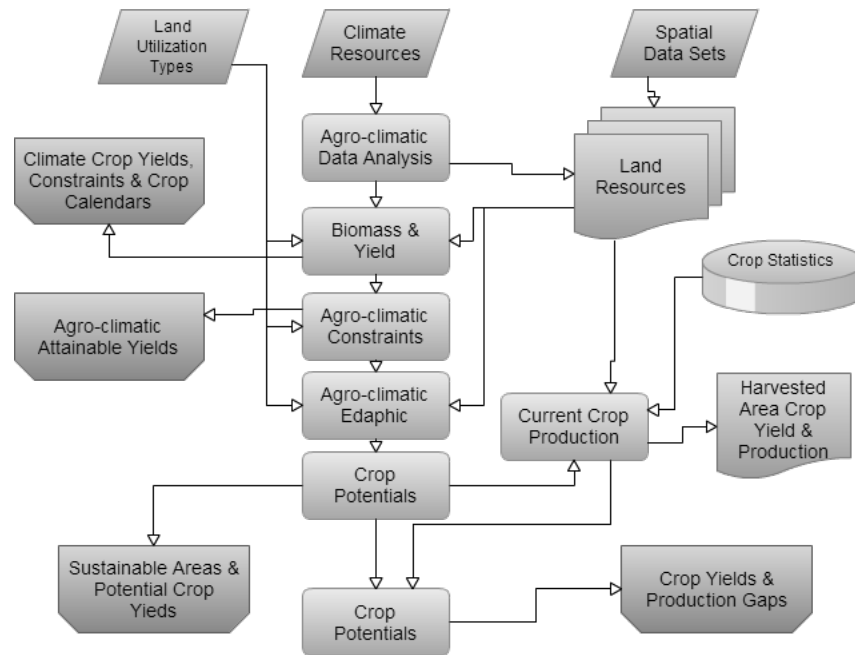 Land
Utilization
Types
Climate
Resources
Spatial
Data Sets
Climate Crop Yields,
Constraints & Crop
Calendars
Agro-climatic
Data Analysis
Land
Resources
Biomass &
Yield
Crop Statistics
Agro-climatic
Attainable Yields
Agro-climatic
Constraints
Agro-climatic
Edaphic
Current Crop
Production
Harvested
Area Crop
Yield &
Production
Crop
Potentials
Sustainable Areas &
Potential Crop
Yieds
Crop
Potentials
Crop Yields &
Production Gaps